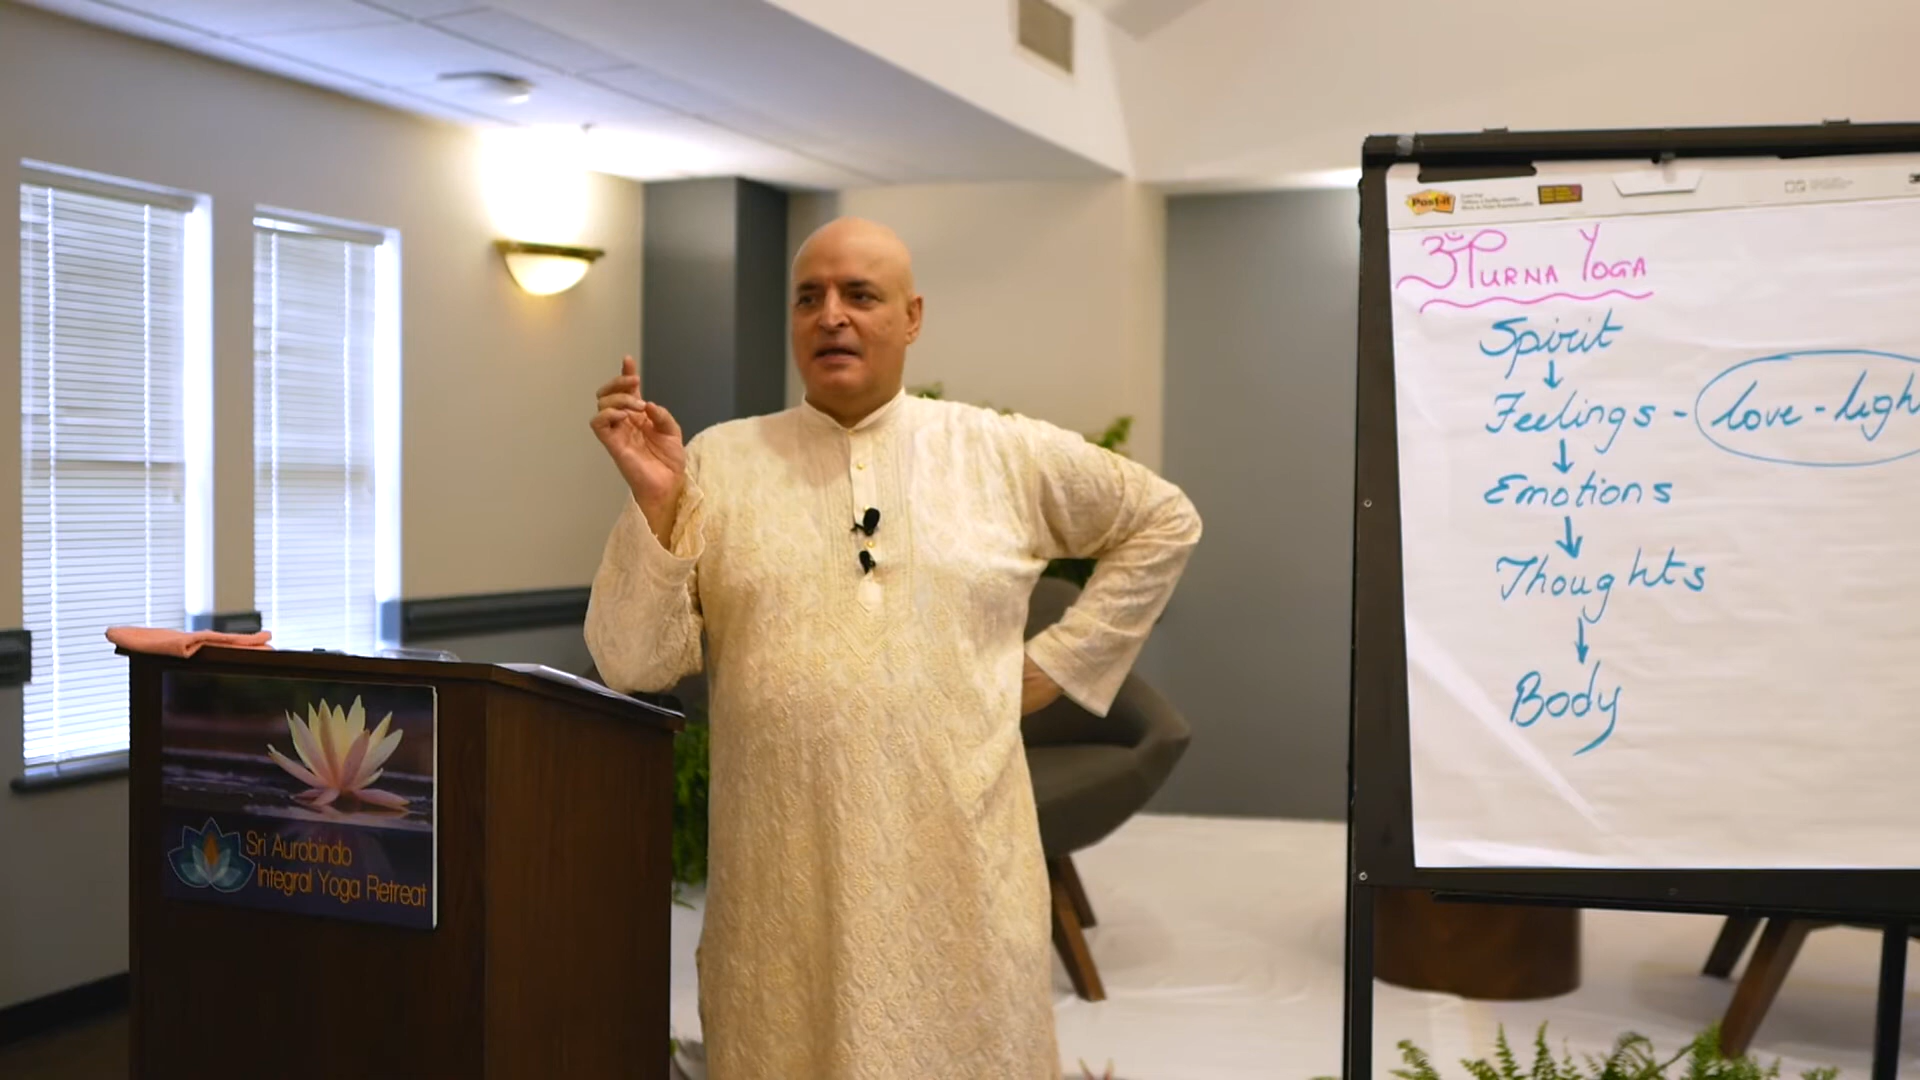 Post-it
ॐ PURNA YOGA
Spirit
↓
Feelings - love - ligh
↓
Emotions
↓
Thoughts
↓
Body
Sri Aurobindo
Integral Yoga Retreat